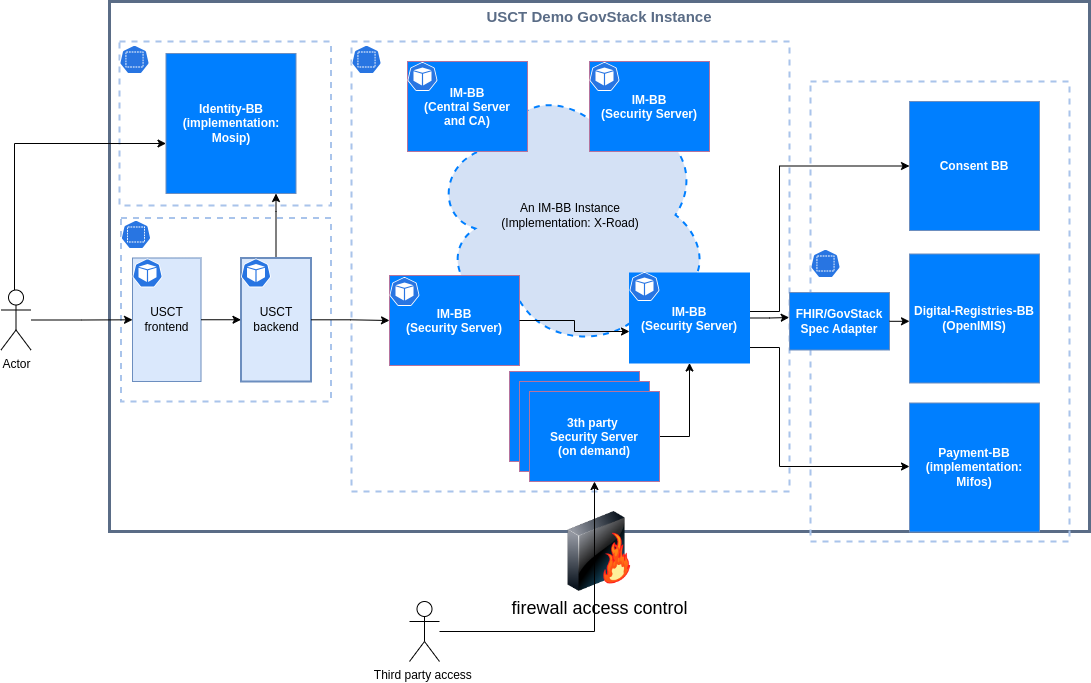 USCT Demo GovStack Instance
Identity-BB
(implementation:
Mosip)
IM-BB
(Central Server
and CA)
IM-BB
(Security Server)
Consent BB
An IM-BB Instance
(Implementation: X-Road)
USCT
frontend
USCT
backend
IM-BB
(Security Server)
IM-BB
(Security Server)
FHIR/GovStack
Spec Adapter
Digital-Registries-BB
(OpenIMIS)
Actor
3th party
Security Server
(on demand)
Payment-BB
(implementation:
Mifos)
firewall access control
Third party access